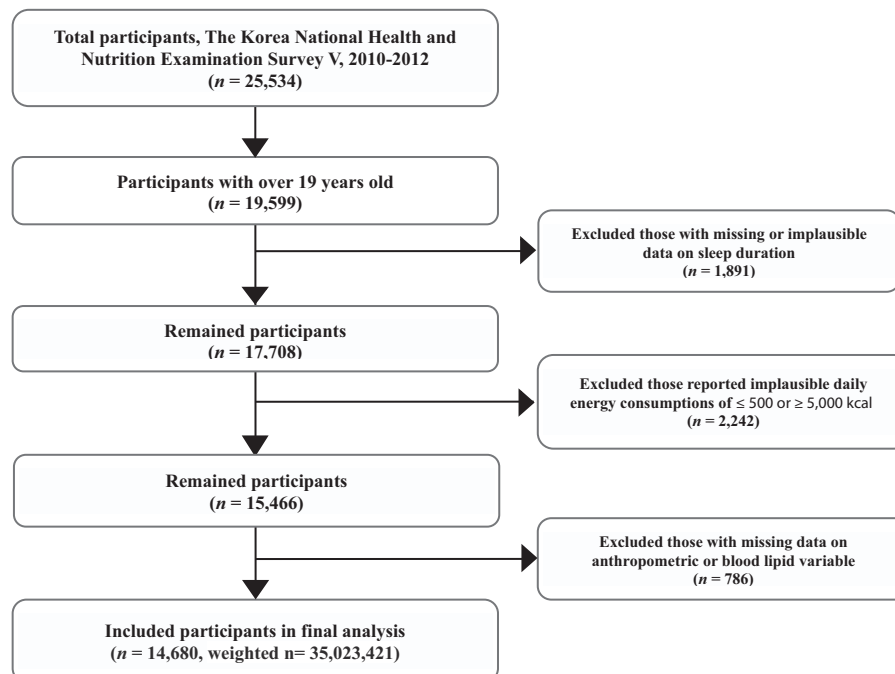 Total participants, The Korea National Health and
Nutrition Examination Survey V, 2010-2012
(n = 25,534)
Participants with over 19 years old
(n = 19,599)
Excluded those with missing or implausible
data on sleep duration
(n = 1,891)
Remained participants
(n = 17,708)
Excluded those reported implausible daily
energy consumptions of ≤ 500 or ≥ 5,000 kcal
(n = 2,242)
Remained participants
(n = 15,466)
Excluded those with missing data on
anthropometric or blood lipid variable
(n = 786)
Included participants in final analysis
(n = 14,680, weighted n= 35,023,421)